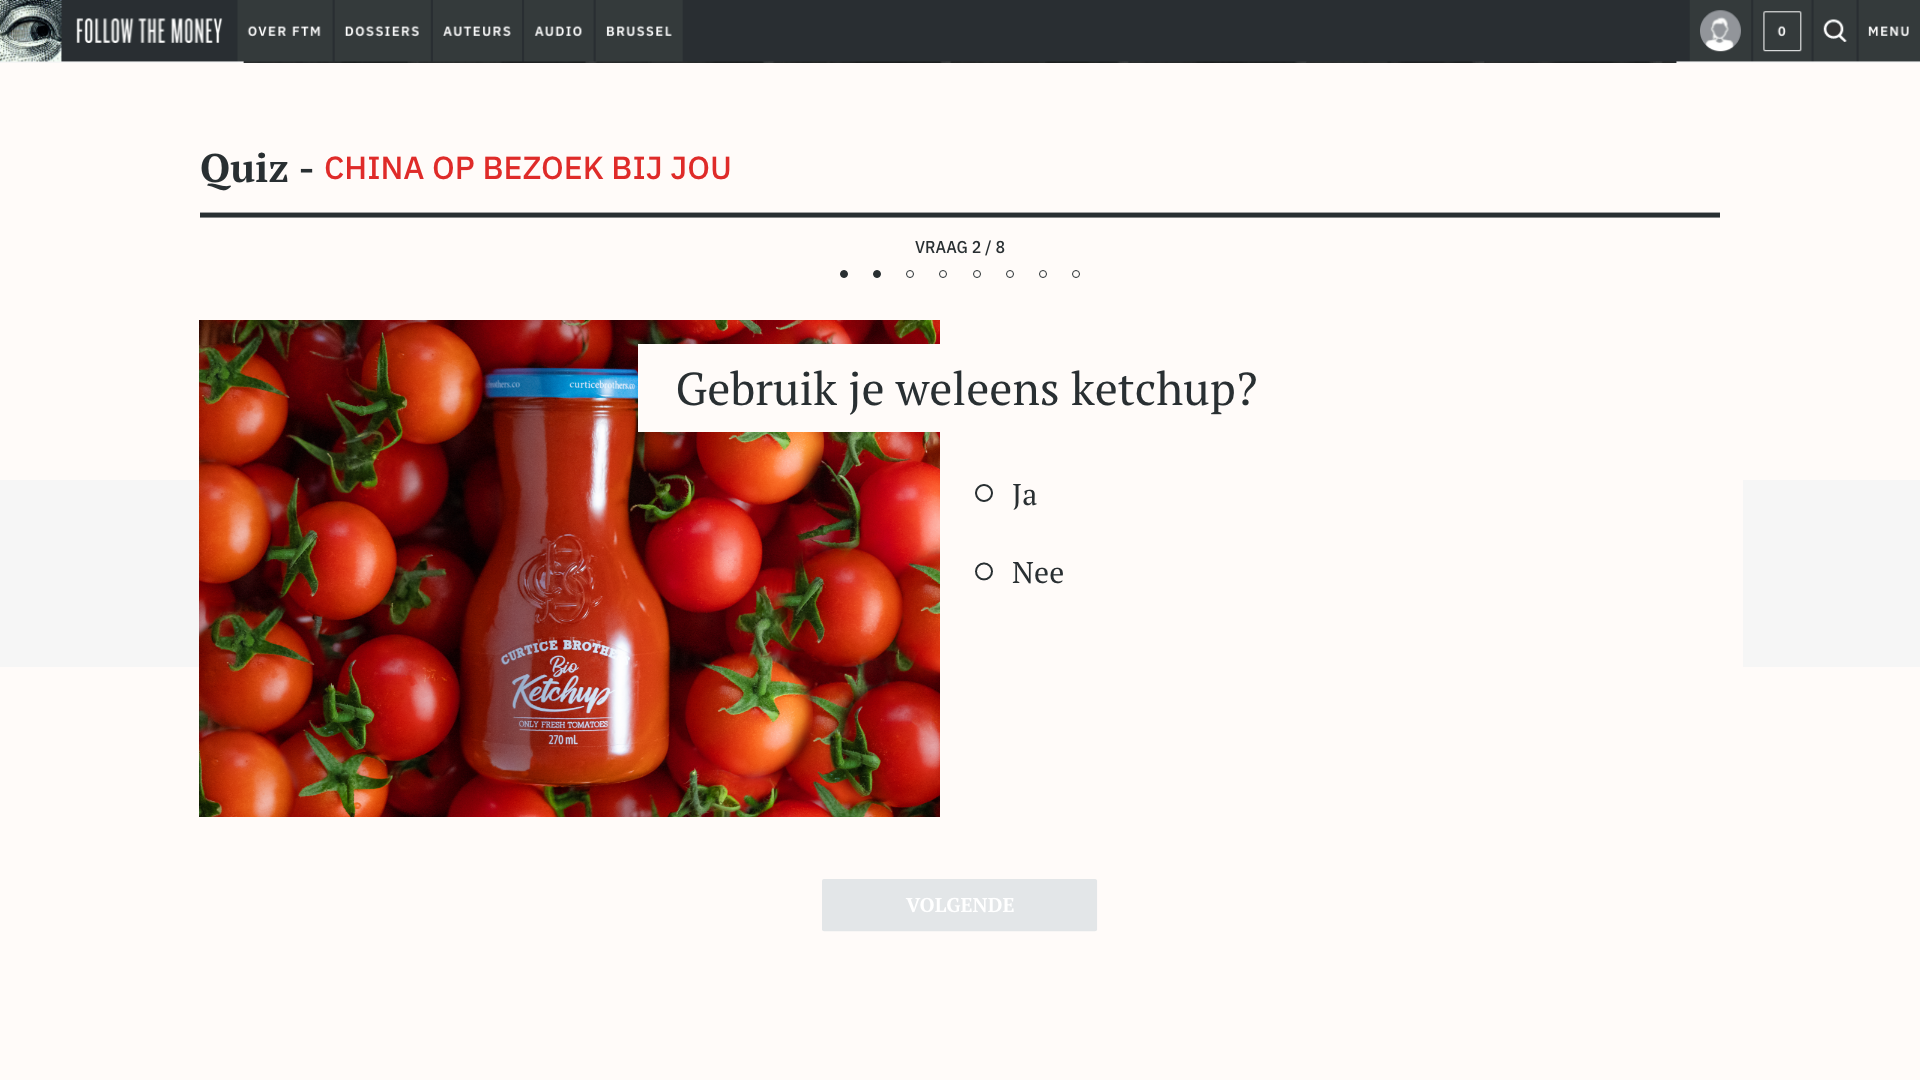 FOLLOW THE MONEY
OVER FTM
DOSSIERS
AUTEURS
AUDIO
BRUSSEL
0
MENU
Quiz - CHINA OP BEZOEK BIJ JOU
VRAAG 2 / 8
Gebruik je weleens ketchup?
curticebrothers.co
Ja
Nee
CURTICE BROTHERS
Bio
Ketchup
ONLY FRESH TOMATOES
270 mL
VOLGENDE